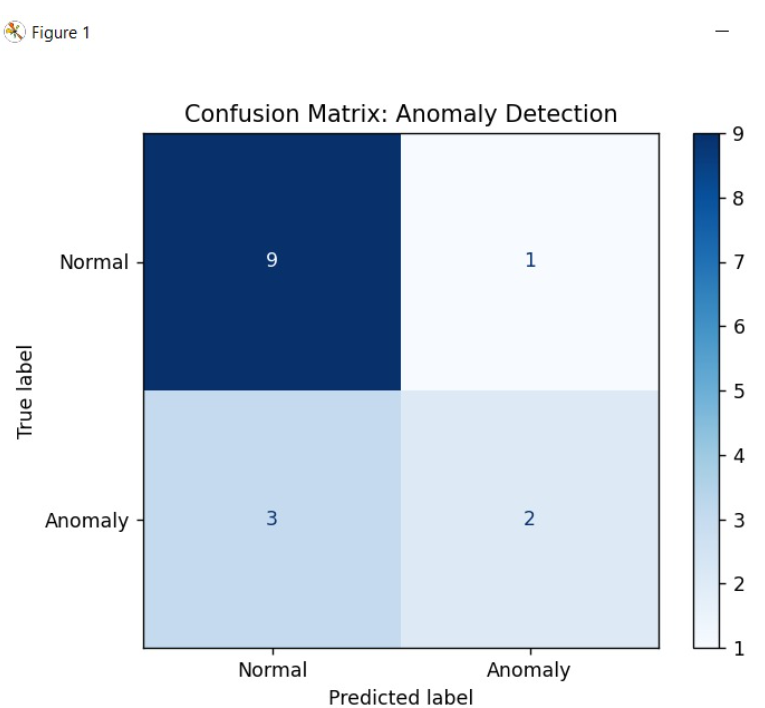 Figure 1
Confusion Matrix: Anomaly Detection
Normal
Anomaly
True label
9
1
3
2
Normal
Anomaly
Predicted label
9
8
7
6
5
4
3
2
1